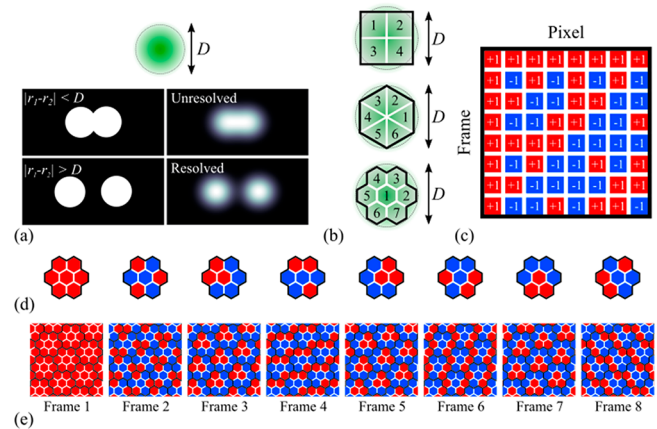 D
|r₁-r₂| < D
Unresolved
|r₁-r₂| > D
Resolved
(a)
1 2
3 4
D
3 2
4 1
5 6
D
4 3
5 1 2
6 7
D
(b)
Pixel
Frame
+1 +1 +1 +1 +1 +1 +1 +1
+1 -1 +1 -1 +1 -1 +1 -1
+1 +1 -1 -1 +1 +1 -1 -1
+1 -1 -1 +1 +1 -1 -1 +1
+1 +1 +1 +1 -1 -1 -1 -1
+1 -1 +1 -1 -1 +1 -1 +1
+1 +1 -1 -1 -1 -1 +1 +1
+1 -1 -1 +1 -1 +1 +1 -1
(c)
(d)
(e)
Frame 1 Frame 2 Frame 3 Frame 4 Frame 5 Frame 6 Frame 7 Frame 8